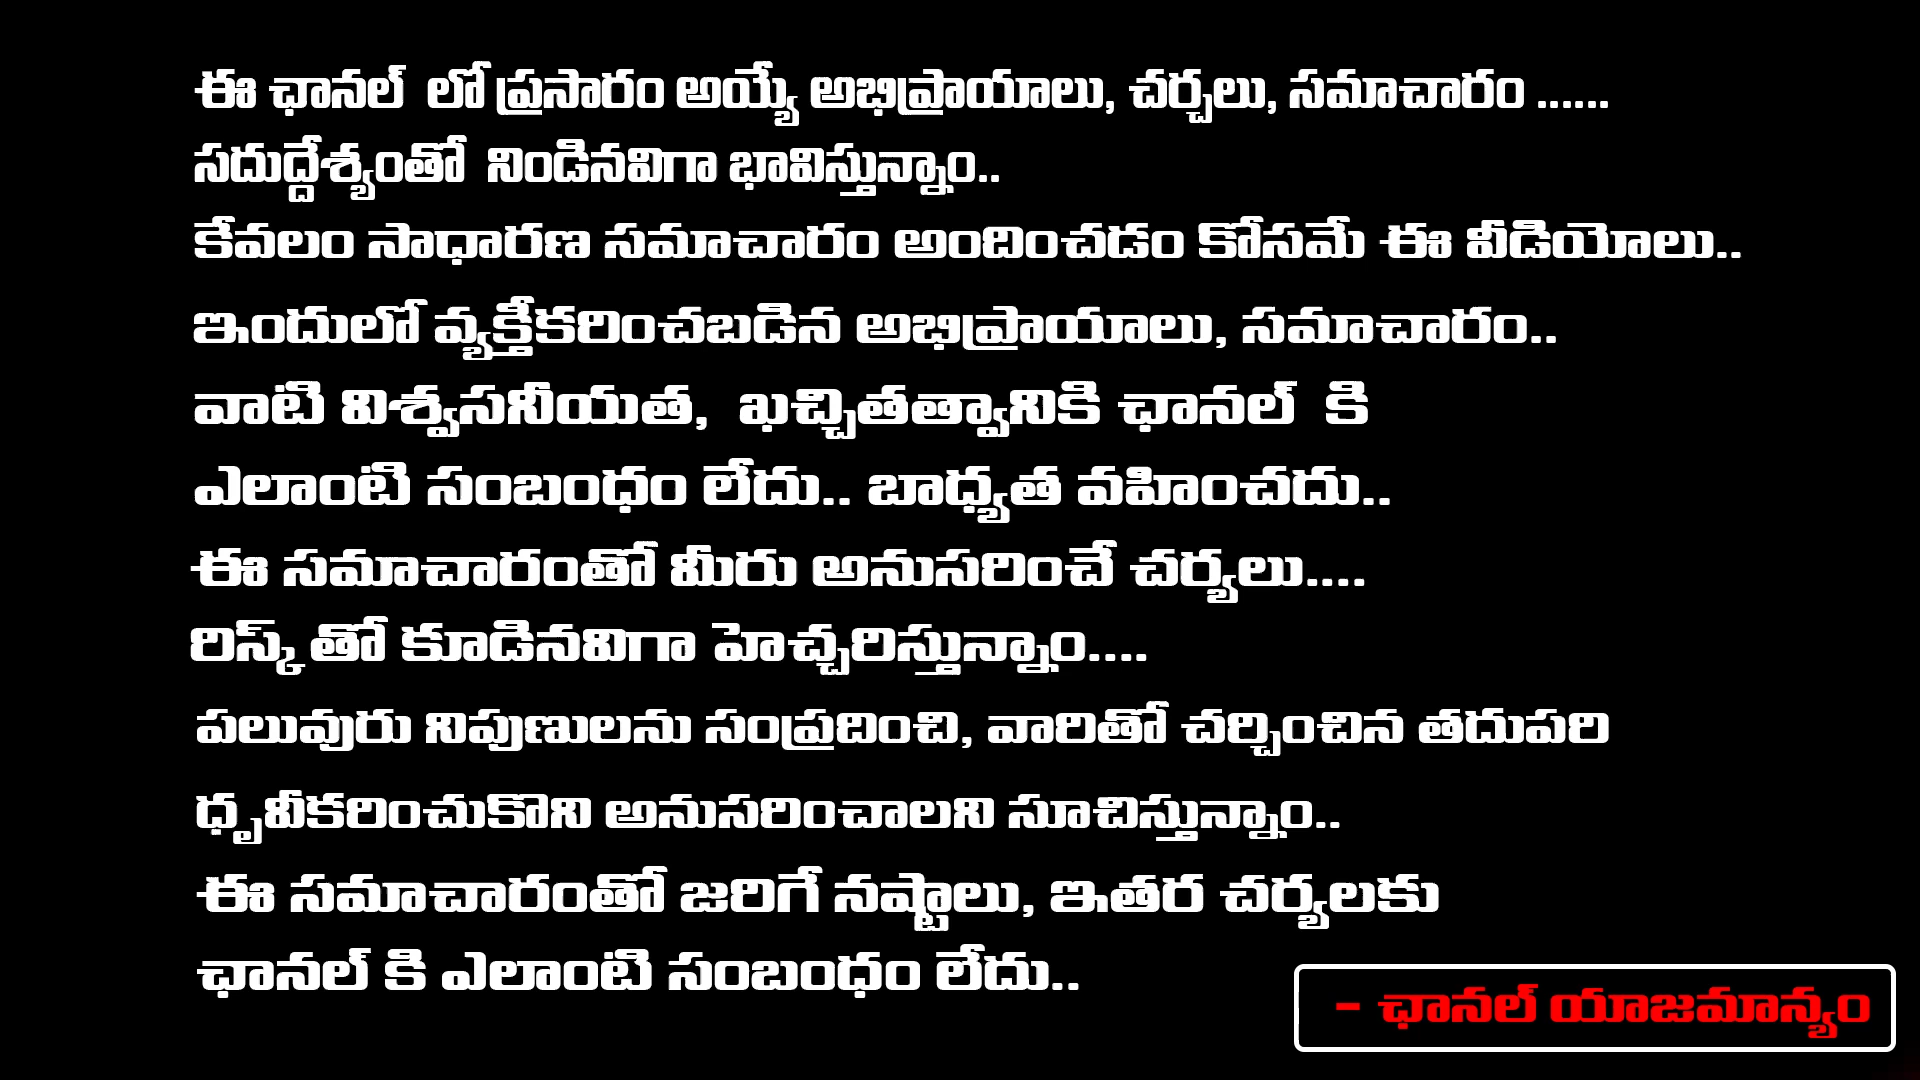 ఈ ఛానల్ లో ప్రసారం అయ్యే అభిప్రాయాలు, చర్చలు, సమాచారం ......
సదుద్దేశ్యంతో నిండినవిగా భావిస్తున్నాం..
కేవలం సాధారణ సమాచారం అందించడం కోసమే ఈ వీడియోలు..
ఇందులో వ్యక్తీకరించబడిన అభిప్రాయాలు, సమాచారం..
వాటి విశ్వసనీయత, ఖచ్చితత్వానికి ఛానల్ కి
ఎలాంటి సంబంధం లేదు.. బాధ్యత వహించదు..
ఈ సమాచారంతో మీరు అనుసరించే చర్యలు....
రిస్క్ తో కూడినవిగా హెచ్చరిస్తున్నాం....
పలువురు నిపుణులను సంప్రదించి, వారితో చర్చించిన తదుపరి
ధృవీకరించుకొని అనుసరించాలని సూచిస్తున్నాం..
ఈ సమాచారంతో జరిగే నష్టాలు, ఇతర చర్యలకు
ఛానల్ కి ఎలాంటి సంబంధం లేదు..
- ఛానల్ యాజమాన్యం